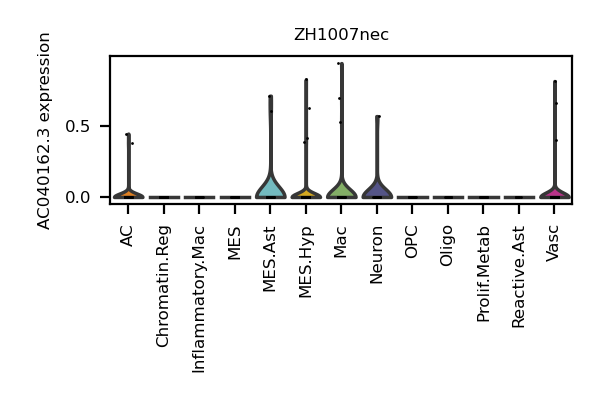 ZH1007nec
AC040162.3 expression
0.5
0.0
AC
Chromatin.Reg
Inflammatory.Mac
MES
MES.Ast
MES.Hyp
Mac
Neuron
OPC
Oligo
Prolif.Metab
Reactive.Ast
Vasc